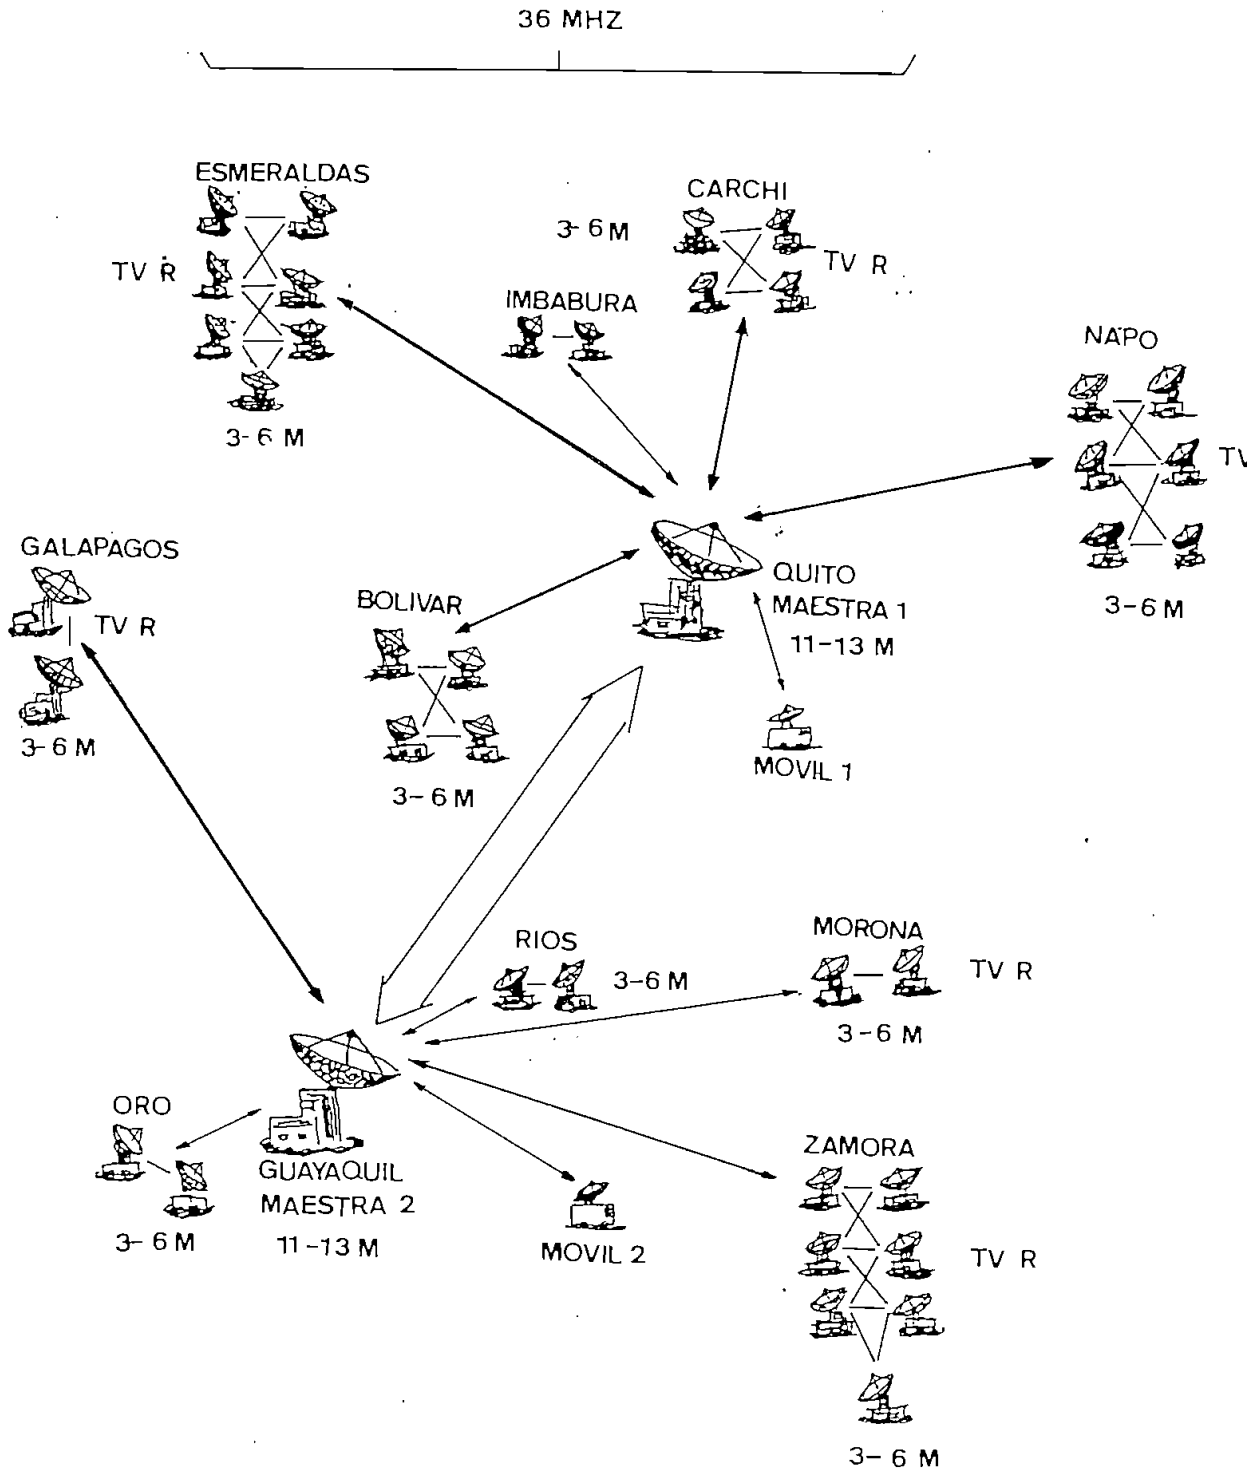 36 MHZ
ESMERALDAS
TV R
3-6 M
3-6 M
IMBABURA
CARCHI
TV R
NAPO
TV
3-6 M
GALAPAGOS
TV R
3-6 M
BOLIVAR
3-6 M
QUITO
MAESTRA 1
11-13 M
MOVIL 1
RIOS
3-6 M
MORONA
TV R
3-6 M
ORO
3-6 M
GUAYAQUIL
MAESTRA 2
11-13 M
MOVIL 2
ZAMORA
TV R
3-6 M